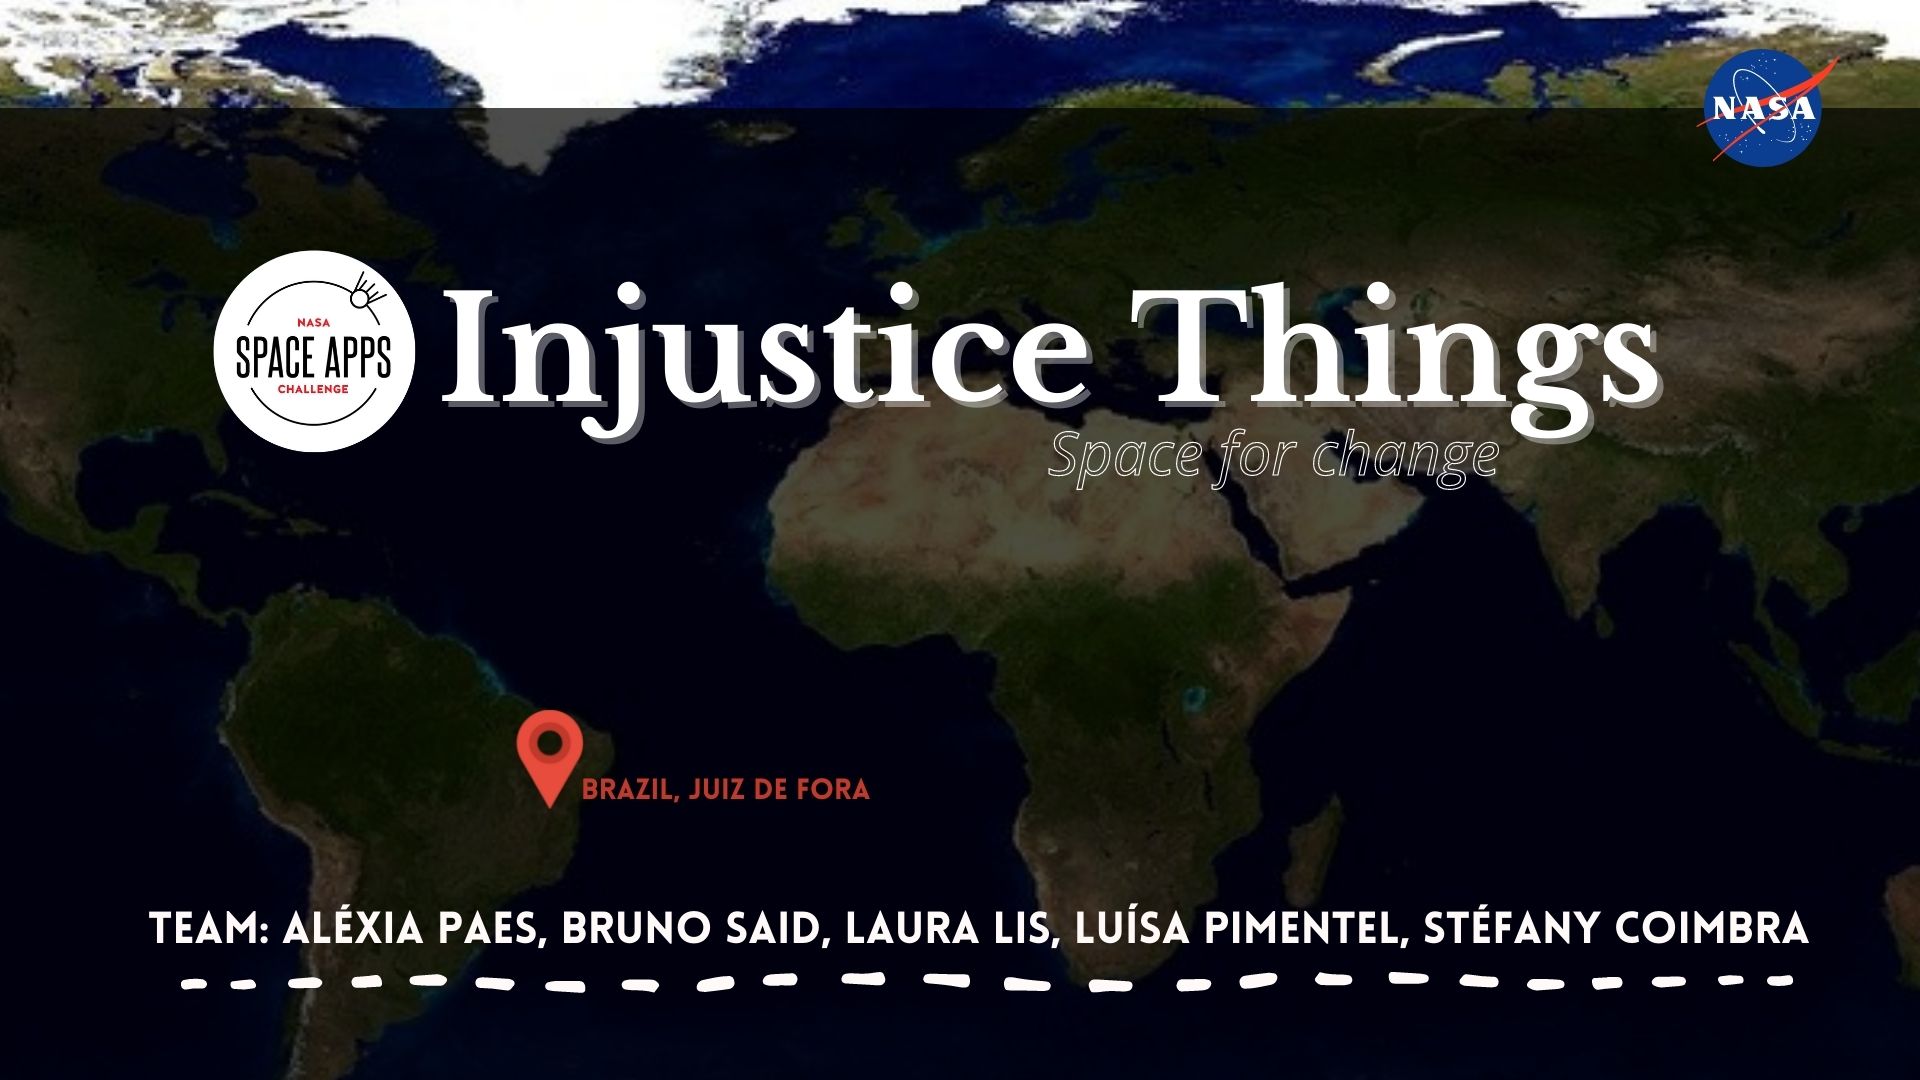 NASA
NASA
SPACE APPS
CHALLENGE
Injustice Things
Space for change
BRAZIL, JUIZ DE FORA
TEAM: ALÉXIA PAES, BRUNO SAID, LAURA LIS, LUÍSA PIMENTEL, STÉFANY COIMBRA